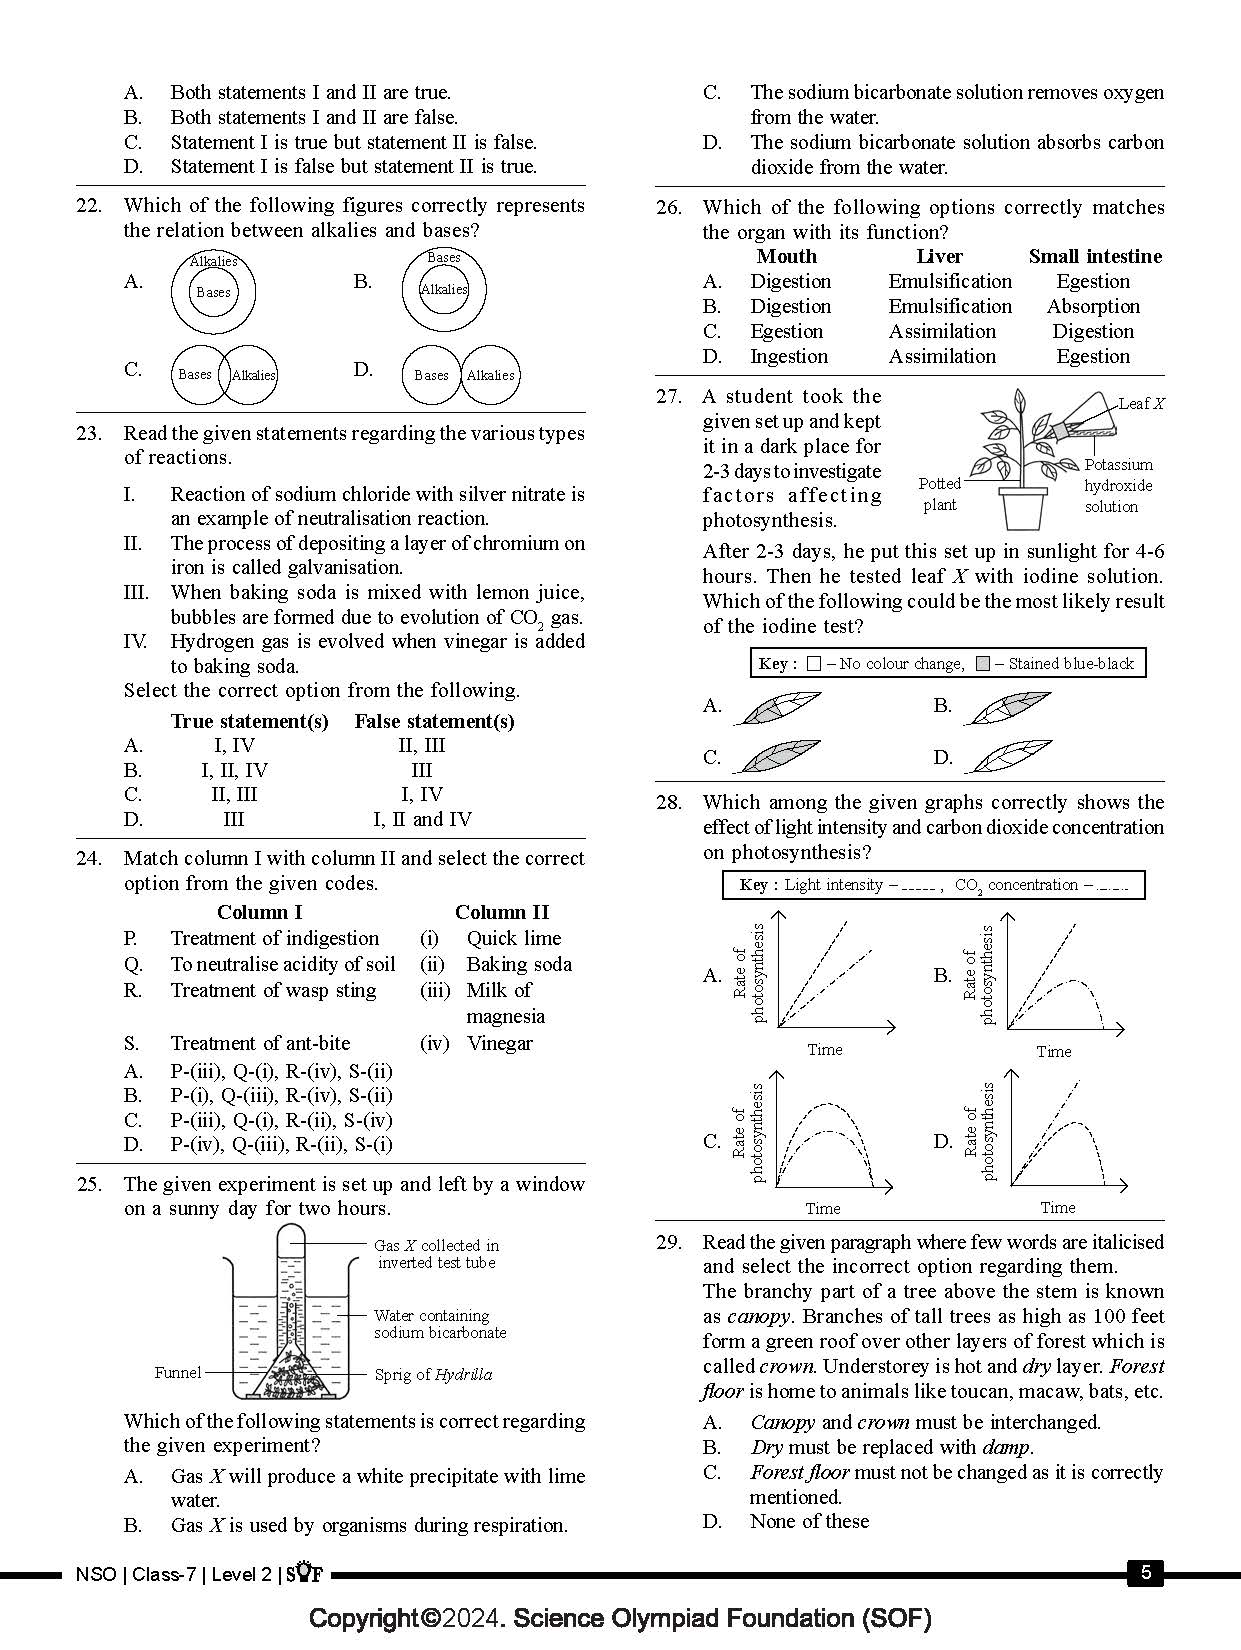 A. Both statements I and II are true.
B. Both statements I and II are false.
C. Statement I is true but statement II is false.
D. Statement I is false but statement II is true.
22. Which of the following figures correctly represents
the relation between alkalies and bases?
A. Alkalies Bases B. Bases Alkalies
C. Bases Alkalies D. Bases Alkalies
23. Read the given statements regarding the various types
of reactions.
I. Reaction of sodium chloride with silver nitrate is
an example of neutralisation reaction.
II. The process of depositing a layer of chromium on
iron is called galvanisation.
III. When baking soda is mixed with lemon juice,
bubbles are formed due to evolution of CO2 gas.
IV. Hydrogen gas is evolved when vinegar is added
to baking soda.
Select the correct option from the following.
True statement(s) False statement(s)
A. I, IV II, III
B. I, II, IV III
C. II, III I, IV
D. III I, II and IV
24. Match column I with column II and select the correct
option from the given codes.
Column I Column II
P. Treatment of indigestion (i) Quick lime
Q. To neutralise acidity of soil (ii) Baking soda
R. Treatment of wasp sting (iii) Milk of
magnesia
S. Treatment of ant-bite (iv) Vinegar
A. P-(iii), Q-(i), R-(iv), S-(ii)
B. P-(i), Q-(iii), R-(iv), S-(ii)
C. P-(iii), Q-(i), R-(ii), S-(iv)
D. P-(iv), Q-(iii), R-(ii), S-(i)
25. The given experiment is set up and left by a window
on a sunny day for two hours.
Gas X collected in
inverted test tube
Water containing
sodium bicarbonate
Funnel Sprig of Hydrilla
Which of the following statements is correct regarding
the given experiment?
A. Gas X will produce a white precipitate with lime
water.
B. Gas X is used by organisms during respiration.
C. The sodium bicarbonate solution removes oxygen
from the water.
D. The sodium bicarbonate solution absorbs carbon
dioxide from the water.
26. Which of the following options correctly matches
the organ with its function?
Mouth Liver Small intestine
A. Digestion Emulsification Egestion
B. Digestion Emulsification Absorption
C. Egestion Assimilation Digestion
D. Ingestion Assimilation Egestion
27. A student took the
given set up and kept
it in a dark place for
2-3 days to investigate
factors affecting
photosynthesis.
Leaf X
Potassium
hydroxide
solution
Potted
plant
After 2-3 days, he put this set up in sunlight for 4-6
hours. Then he tested leaf X with iodine solution.
Which of the following could be the most likely result
of the iodine test?
Key : – No colour change, – Stained blue-black
A. B.
C. D.
28. Which among the given graphs correctly shows the
effect of light intensity and carbon dioxide concentration
on photosynthesis?
Key : Light intensity – , CO2 concentration –
A. Rate of photosynthesis Time
B. Rate of photosynthesis Time
C. Rate of photosynthesis Time
D. Rate of photosynthesis Time
29. Read the given paragraph where few words are italicised
and select the incorrect option regarding them.
The branchy part of a tree above the stem is known
as canopy. Branches of tall trees as high as 100 feet
form a green roof over other layers of forest which is
called crown. Understorey is hot and dry layer. Forest
floor is home to animals like toucan, macaw, bats, etc.
A. Canopy and crown must be interchanged.
B. Dry must be replaced with damp.
C. Forest floor must not be changed as it is correctly
mentioned.
D. None of these
NSO | Class-7 | Level 2 | SOF
5
Copyright©2024. Science Olympiad Foundation (SOF)